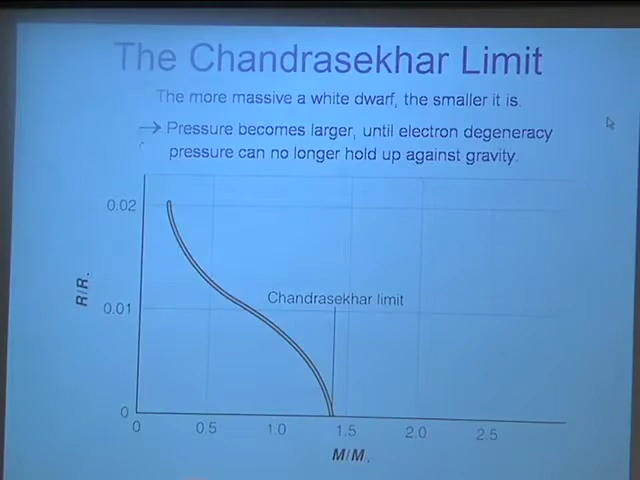 The Chandrasekhar Limit
The more massive a white dwarf, the smaller it is.
→ Pressure becomes larger, until electron degeneracy
pressure can no longer hold up against gravity.
0.02
R/R.
Chandrasekhar limit
0.01
0
0 0.5 1.0 1.5 2.0 2.5
M/M.